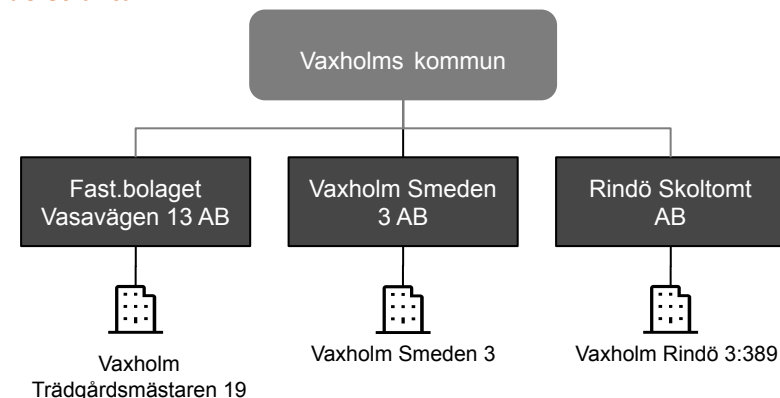 Vaxholms kommun
Fast.bolaget
Vasavägen 13 AB
Vaxholm Smeden
3 AB
Rindö Skoltomt
AB
Vaxholm
Trädgårdsmästaren 19
Vaxholm Smeden 3
Vaxholm Rindö 3:389